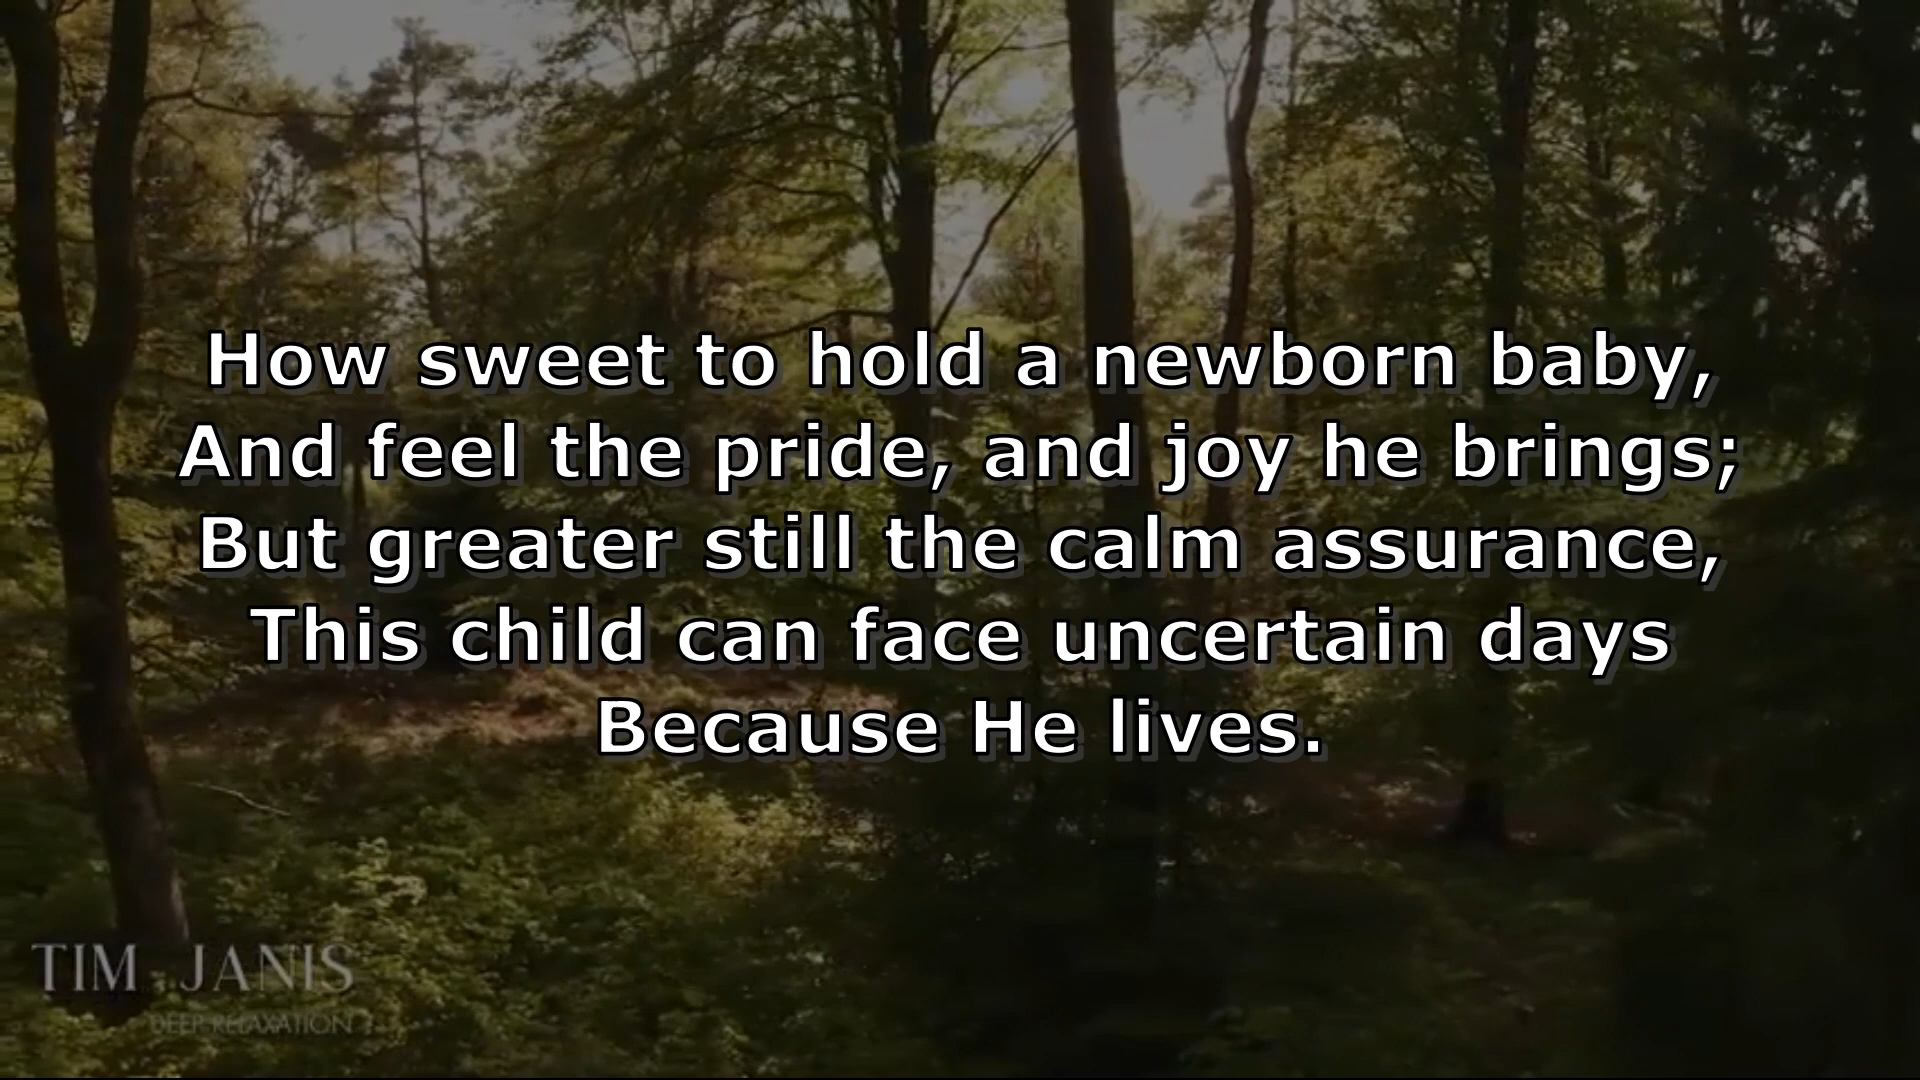 How sweet to hold a newborn baby,
And feel the pride, and joy he brings;
But greater still the calm assurance,
This child can face uncertain days
Because He lives.
TIM JANIS
DEEP RELAXATION